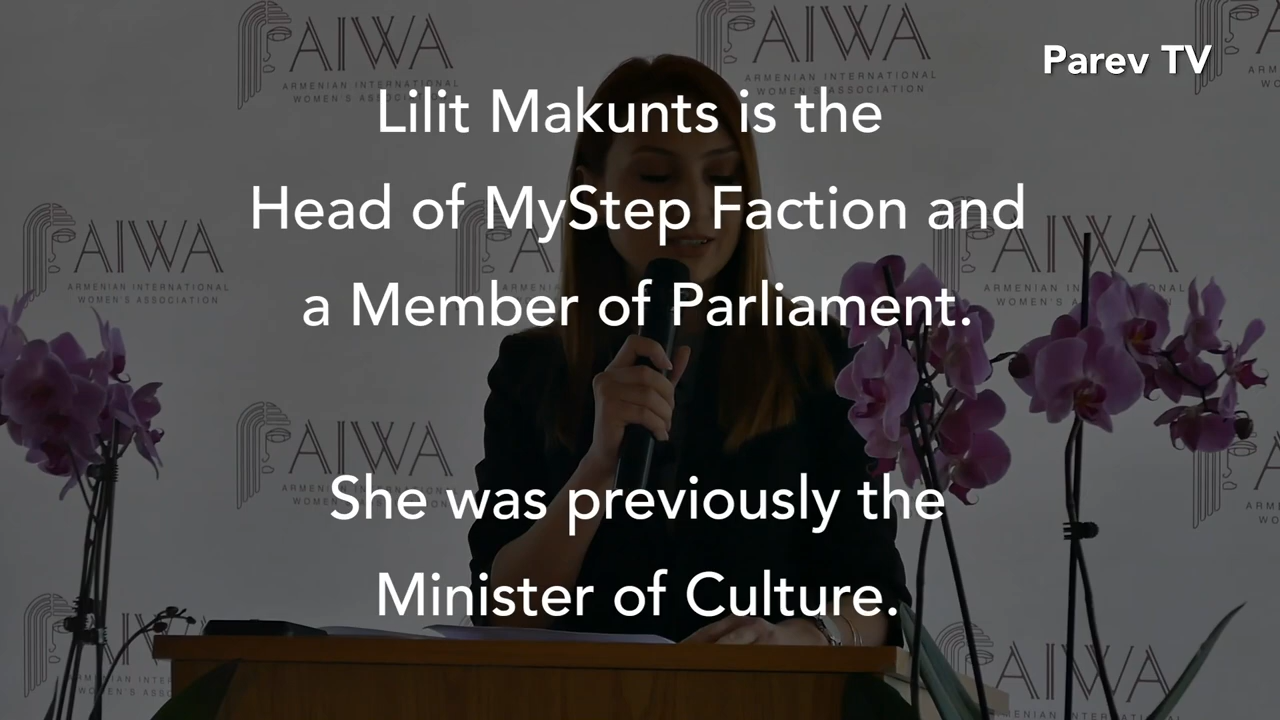 Parev TV
Lilit Makunts is the
Head of MyStep Faction and
a Member of Parliament.
She was previously the
Minister of Culture.
AIWA
ARMENIAN INTERNATIONAL
WOMEN'S ASSOCIATION